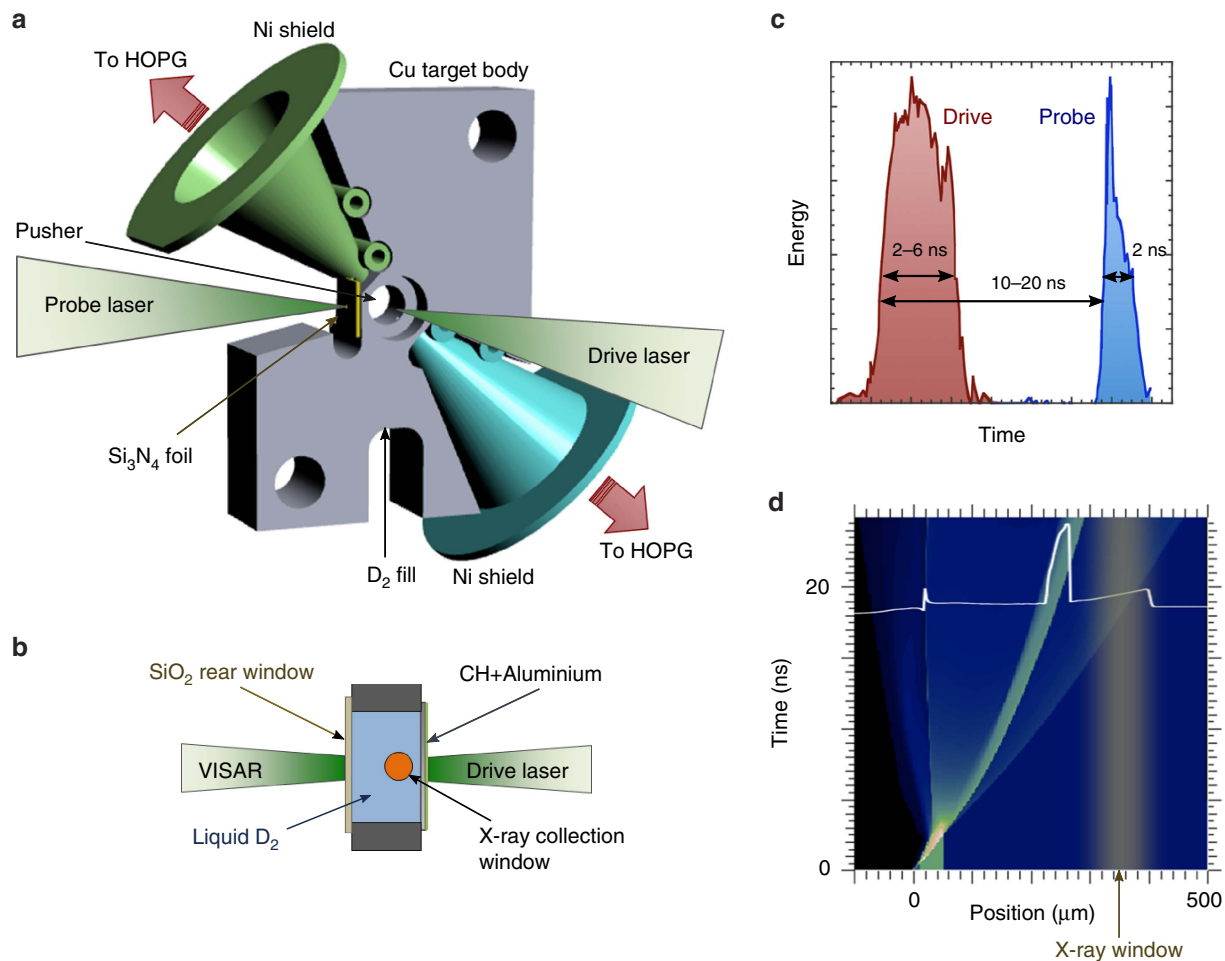 a
Ni shield
To HOPG
Cu target body
Pusher
Probe laser
Drive laser
Si₃N₄ foil
D₂ fill
Ni shield
To HOPG
b
SiO₂ rear window
CH+Aluminium
VISAR
Drive laser
Liquid D₂
X-ray collection
window
c
Drive
Probe
Energy
2–6 ns
2 ns
10–20 ns
Time
d
20
Time (ns)
0
0
Position (μm)
500
X-ray window